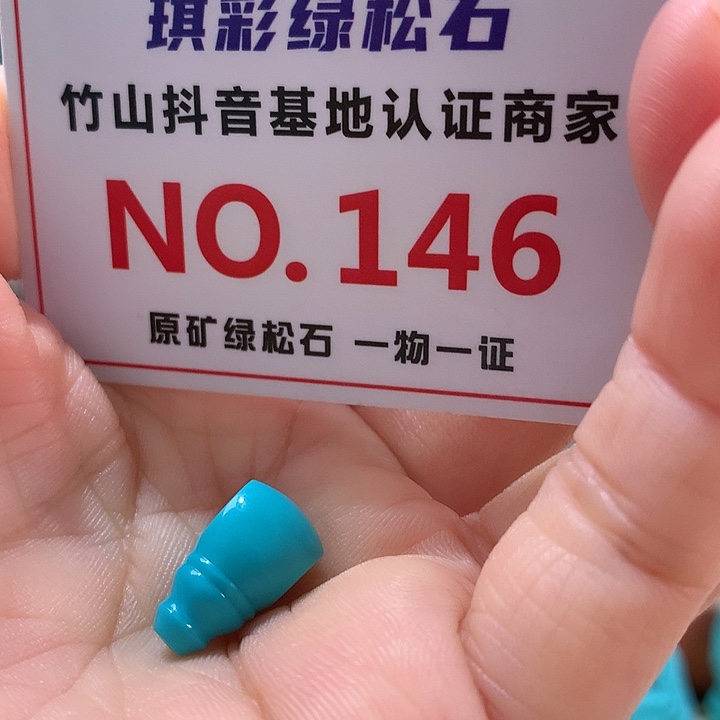 琪彩绿松石
竹山抖音基地认证商家
NO.146
原矿绿松石 一物一证